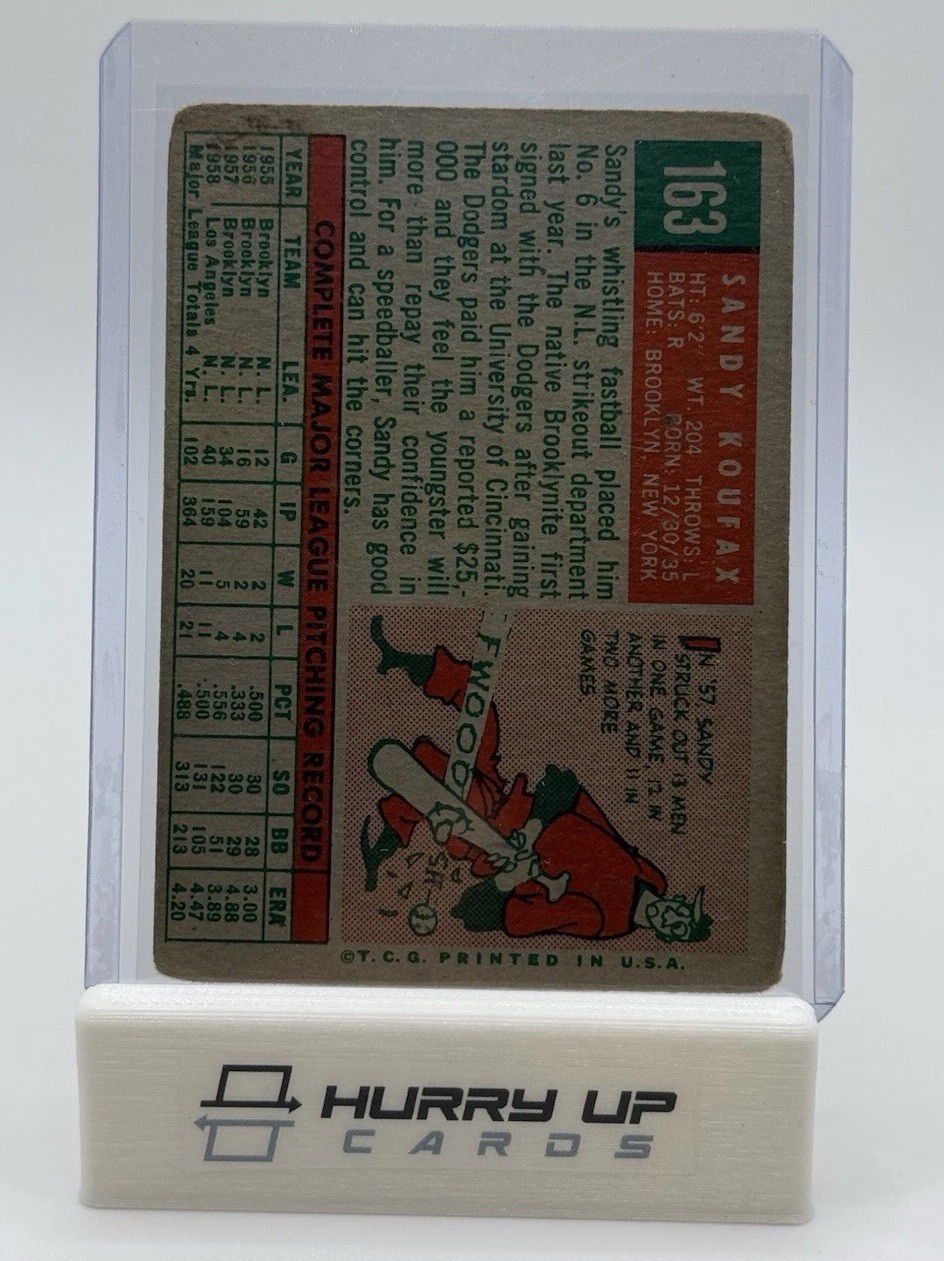 163
SANDY KOUFAX
HT: 6'2" WT. 204 THROWS: L
BATS: R BORN: 12/30/35
HOME: BROOKLYN, NEW YORK
Sandy's whistling fastball placed him
No. 6 in the N.L. strikeout department
last year. The native Brooklynite first
signed with the Dodgers after gaining
stardom at the University of Cincinnati.
The Dodgers paid him a reported $25,-
000 and they feel the youngster will
more than repay their confidence in
him. For a speedballer, Sandy has good
control and can hit the corners.
IN '57, SANDY
STRUCK OUT 13 MEN
IN ONE GAME, 12 IN
ANOTHER AND 11 IN
TWO MORE
GAMES.
FWOOO
COMPLETE MAJOR LEAGUE PITCHING RECORD
YEAR TEAM LEA. G IP W L PCT SO BB ERA
1955 Brooklyn N. L. 12 42 2 2 .500 30 28 3.00
1956 Brooklyn N. L. 16 59 2 4 .333 30 29 4.88
1957 Brooklyn N. L. 34 104 5 4 .556 122 51 3.89
1958 Los Angeles N. L. 40 159 11 11 .500 131 105 4.47
Major League Totals 4 Yrs. 102 364 20 21 .488 313 213 4.20
©T.C.G. PRINTED IN U.S.A.
HURRY UP
CARDS